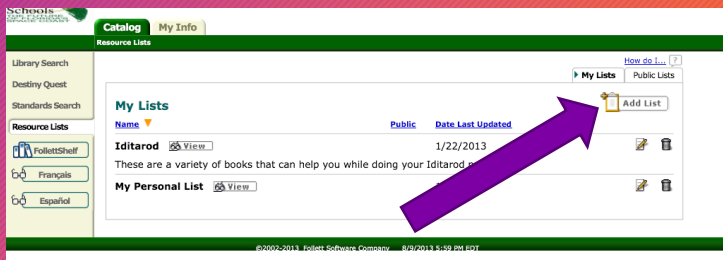 Schools
SPACE COAST
Catalog My Info
Resource Lists
How do I... ?
Library Search
My Lists Public Lists
Destiny Quest
Standards Search
My Lists
Add List
Resource Lists
Name Public Date Last Updated
FollettShelf
Iditarod View 1/22/2013
These are a variety of books that can help you while doing your Iditarod
Français
My Personal List View
Español
©2002-2013 Follett Software Company 8/9/2013 5:59 PM EDT